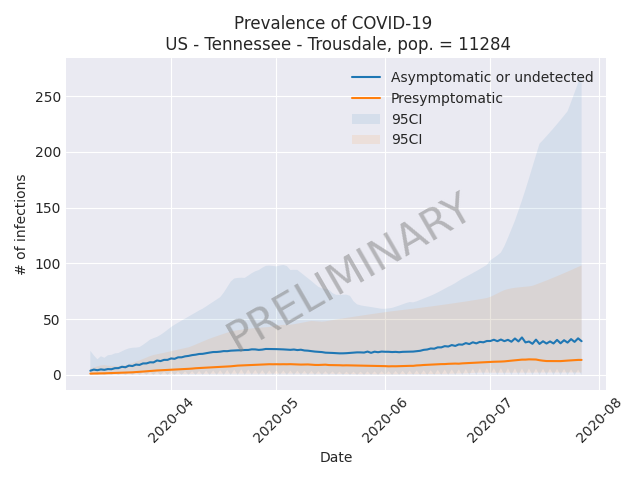 Prevalence of COVID-19
US - Tennessee - Trousdale, pop. = 11284
Asymptomatic or undetected
Presymptomatic
95CI
95CI
PRELIMINARY
# of infections
250
200
150
100
50
0
2020-04
2020-05
2020-06
2020-07
2020-08
Date